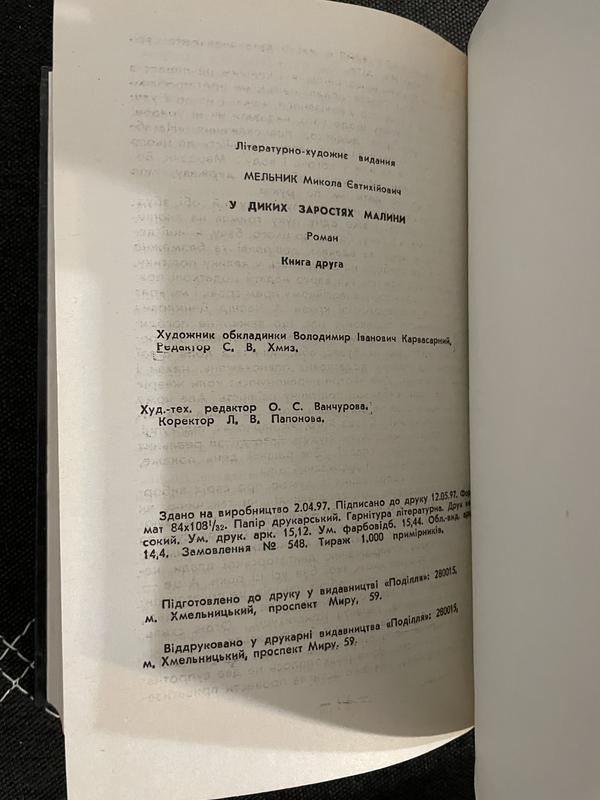 Літературно-художнє видання
МЕЛЬНИК Микола Євтихійович
У ДИКИХ ЗАРОСТЯХ МАЛИНИ
Роман
Книга друга
Художник обкладинки Володимир Іванович Карвасарний,
Редактор С. В. Хмиз.
Худ.-тех. редактор О. С. Ванчурова.
Коректор Л. В. Папонова.
Здано на виробництво 2.04.97. Підписано до друку 12.05.97. Фор
мат 84х108¹/₃₂. Папір друкарський. Гарнітура літературна. Друк
сокий. Ум. друк. арк. 15,12. Ум. фарбовідб. 15,44. Обл.-вид. арк.
14,4. Замовлення № 548. Тираж 1,000 примірників.
Підготовлено до друку у видавництві «Поділля»: 280015,
м. Хмельницький, проспект Миру, 59.
Віддруковано у друкарні видавництва «Поділля»: 280015,
м, Хмельницький, проспект Миру, 59.